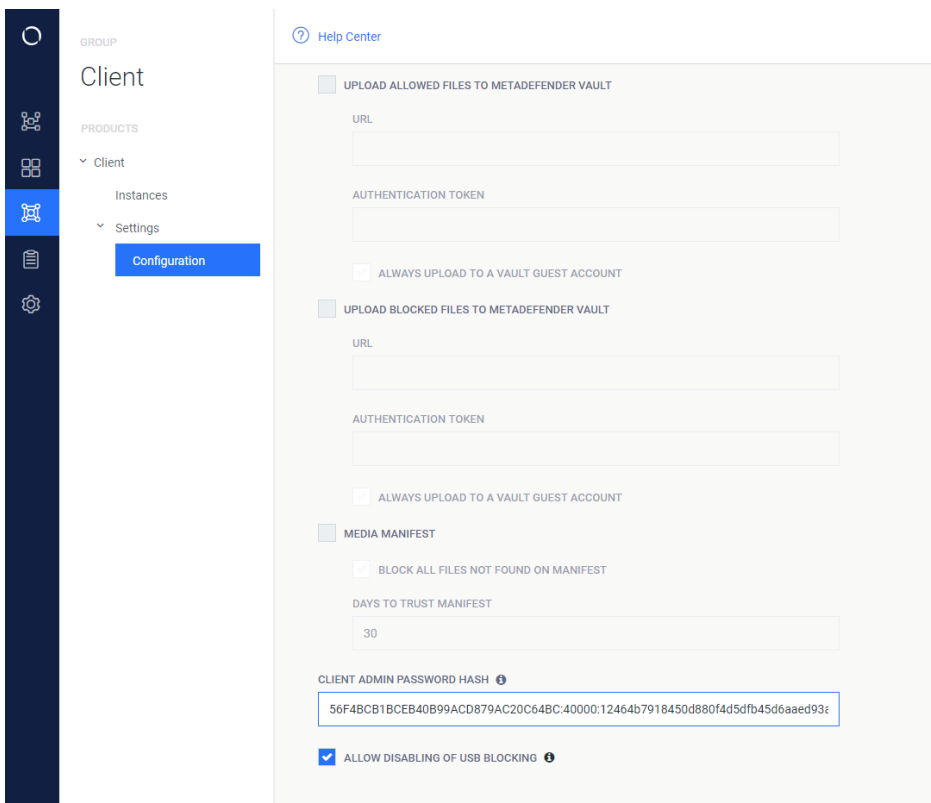 GROUP
Client
PRODUCTS
Client
Instances
Settings
Configuration
Help Center
UPLOAD ALLOWED FILES TO METADEFENDER VAULT
URL
AUTHENTICATION TOKEN
ALWAYS UPLOAD TO A VAULT GUEST ACCOUNT
UPLOAD BLOCKED FILES TO METADEFENDER VAULT
URL
AUTHENTICATION TOKEN
ALWAYS UPLOAD TO A VAULT GUEST ACCOUNT
MEDIA MANIFEST
BLOCK ALL FILES NOT FOUND ON MANIFEST
DAYS TO TRUST MANIFEST
30
CLIENT ADMIN PASSWORD HASH
56F4BCB1BCEB40B99ACD879AC20C64BC:40000:12464b7918450d880f4d5dfb45d6aaed93a
ALLOW DISABLING OF USB BLOCKING